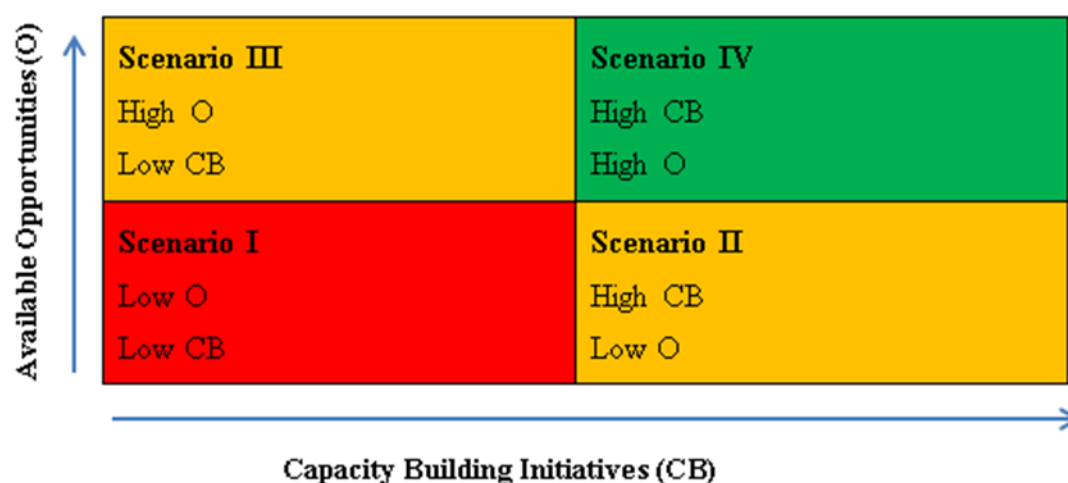 Available Opportunities (O)
Scenario III
High O
Low CB
Scenario IV
High CB
High O
Scenario I
Low O
Low CB
Scenario II
High CB
Low O
Capacity Building Initiatives (CB)